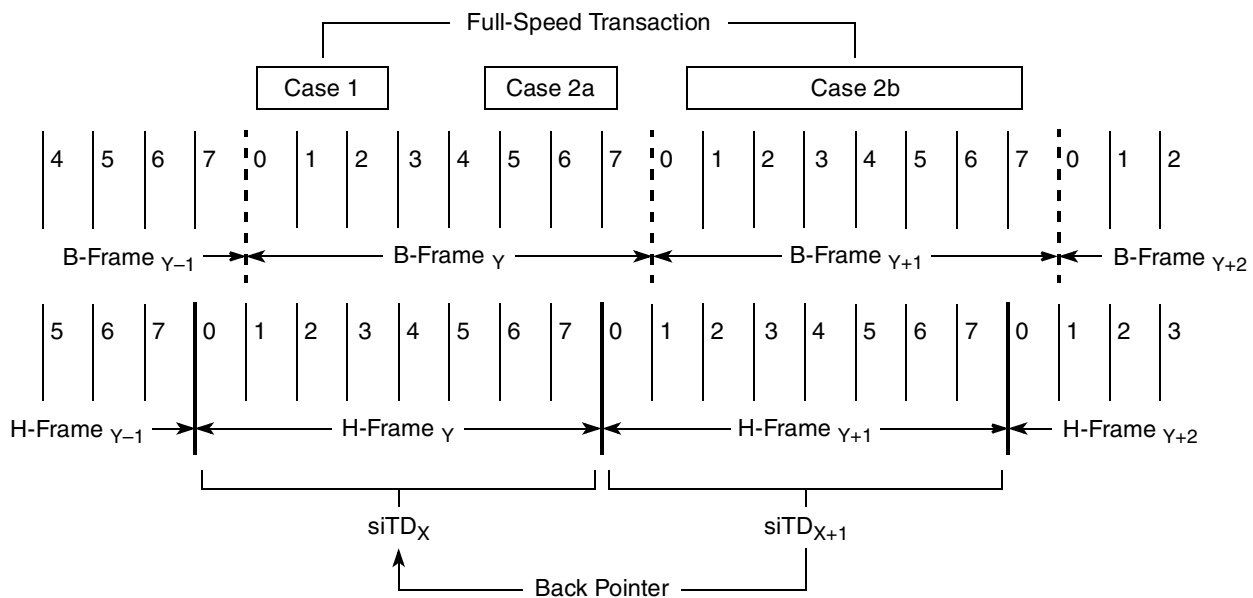 Full-Speed Transaction
Case 1 Case 2a Case 2b
4 5 6 7 0 1 2 3 4 5 6 7 0 1 2 3 4 5 6 7 0 1 2
B-Frame Y–1 B-Frame Y B-Frame Y+1 B-Frame Y+2
5 6 7 0 1 2 3 4 5 6 7 0 1 2 3 4 5 6 7 0 1 2 3
H-Frame Y–1 H-Frame Y H-Frame Y+1 H-Frame Y+2
siTDX siTDX+1
Back Pointer